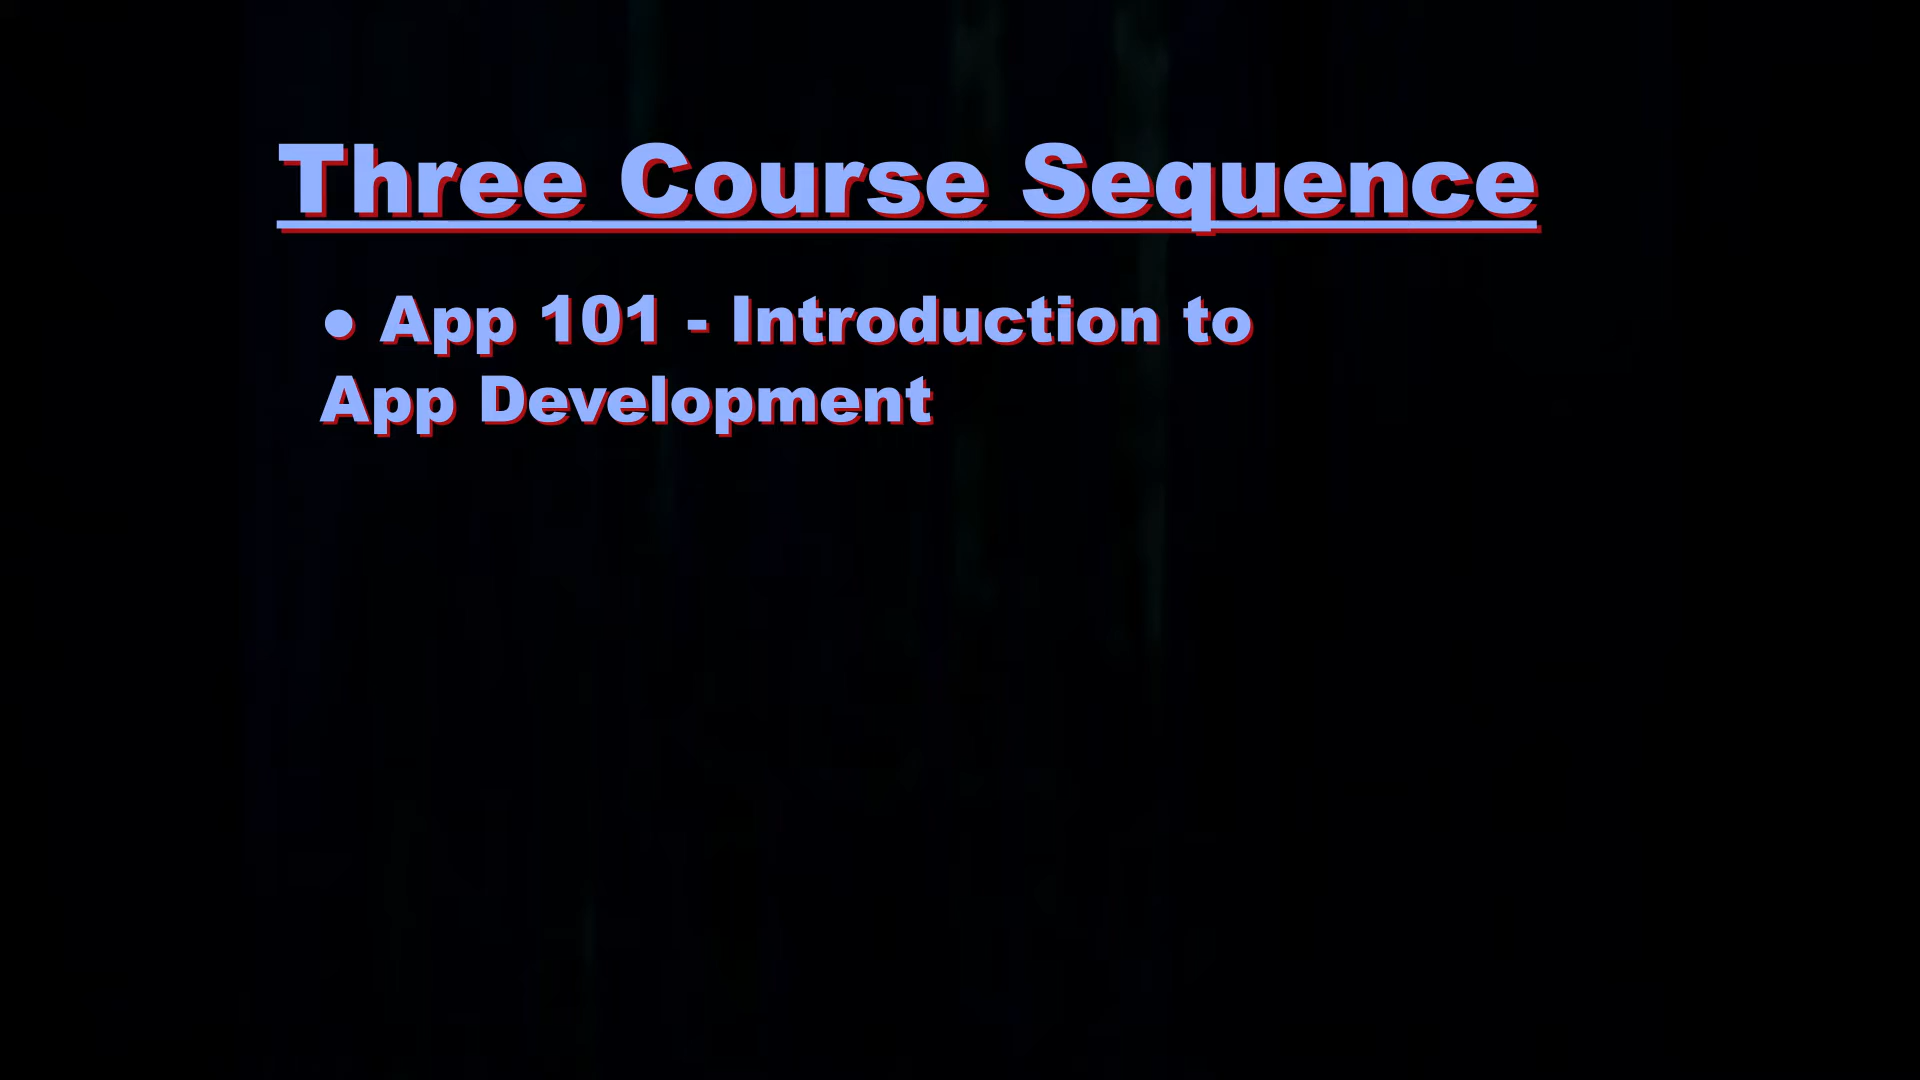 Three Course Sequence
● App 101 - Introduction to
App Development